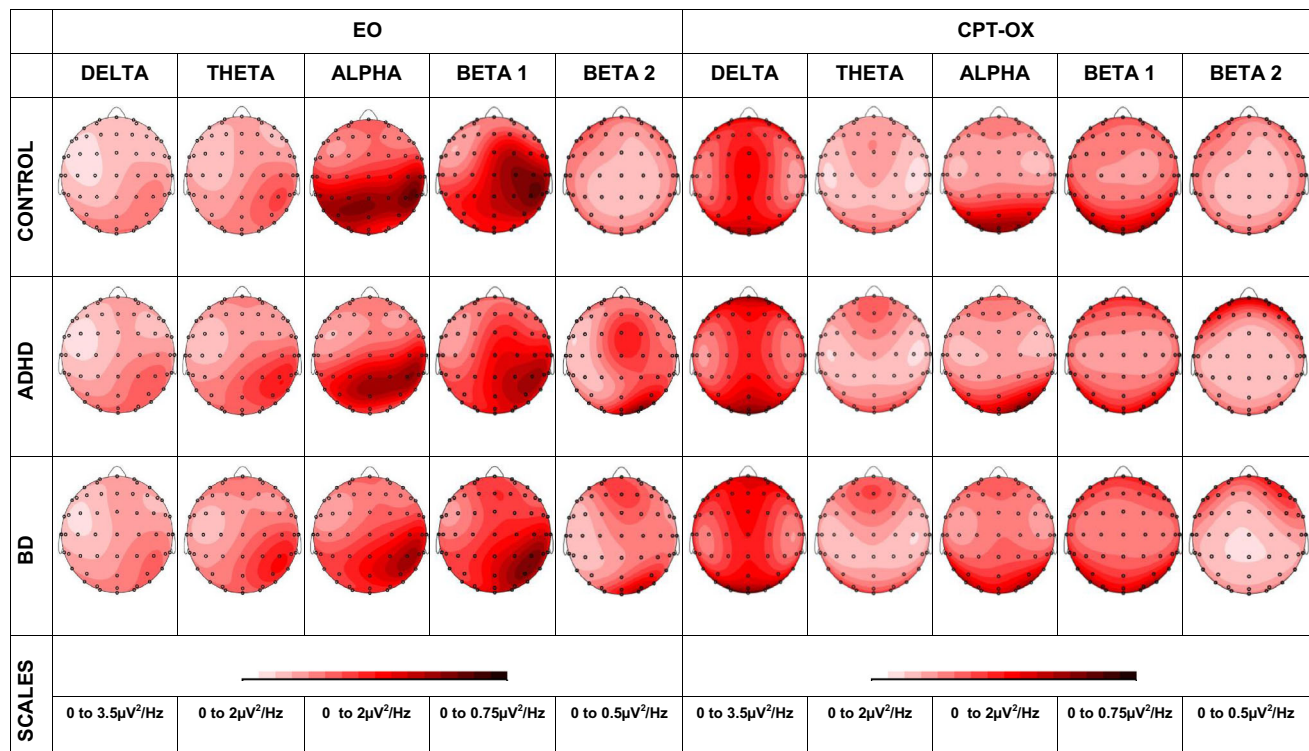 EO CPT-OX
DELTA THETA ALPHA BETA 1 BETA 2 DELTA THETA ALPHA BETA 1 BETA 2
CONTROL
ADHD
BD
SCALES
0 to 3.5µV²/Hz 0 to 2µV²/Hz 0 to 2µV²/Hz 0 to 0.75µV²/Hz 0 to 0.5µV²/Hz 0 to 3.5µV²/Hz 0 to 2µV²/Hz 0 to 2µV²/Hz 0 to 0.75µV²/Hz 0 to 0.5µV²/Hz